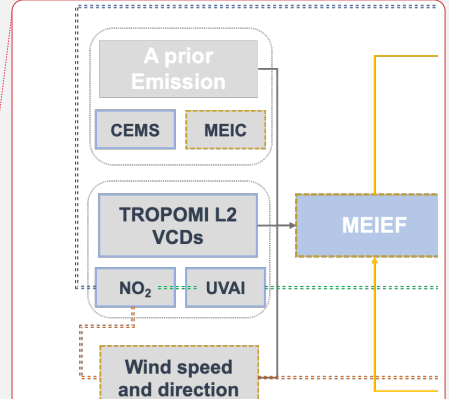 A prior
Emission
CEMS
MEIC
TROPOMI L2
VCDs
MEIEF
NO₂
UVAI
Wind speed
and direction